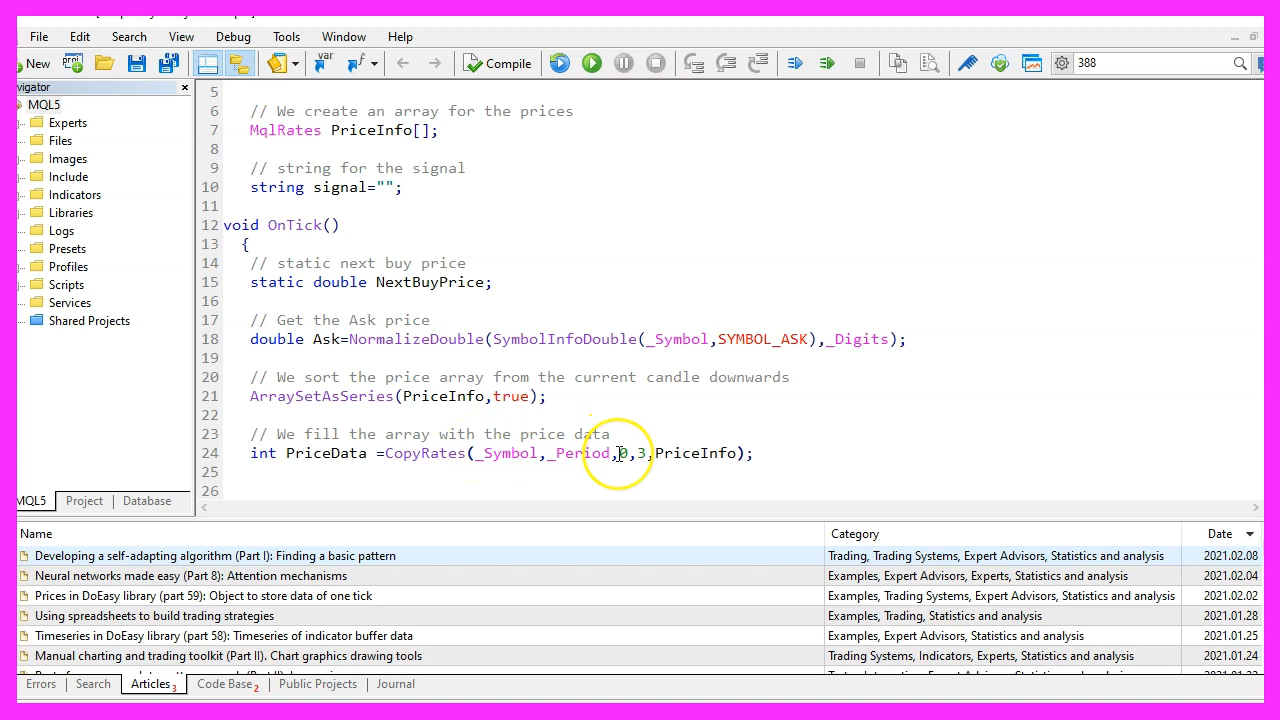 File Edit Search View Debug Tools Window Help
New var Compile 388
avigator
MQL5
Experts
Files
Images
Include
Indicators
Libraries
Logs
Presets
Profiles
Scripts
Services
Shared Projects
MQL5 Project Database
5
6 // We create an array for the prices
7 MqlRates PriceInfo[];
8
9 // string for the signal
10 string signal="";
11
12 void OnTick()
13 {
14 // static next buy price
15 static double NextBuyPrice;
16
17 // Get the Ask price
18 double Ask=NormalizeDouble(SymbolInfoDouble(_Symbol,SYMBOL_ASK),_Digits);
19
20 // We sort the price array from the current candle downwards
21 ArraySetAsSeries(PriceInfo,true);
22
23 // We fill the array with the price data
24 int PriceData =CopyRates(_Symbol,_Period,0,3,PriceInfo);
25
26
Name Category Date
Developing a self-adapting algorithm (Part I): Finding a basic pattern Trading, Trading Systems, Expert Advisors, Statistics and analysis 2021.02.08
Neural networks made easy (Part 8): Attention mechanisms Examples, Expert Advisors, Experts, Statistics and analysis 2021.02.04
Prices in DoEasy library (part 59): Object to store data of one tick Examples, Trading Systems, Expert Advisors, Statistics and analysis 2021.02.02
Using spreadsheets to build trading strategies Examples, Trading, Statistics and analysis 2021.01.28
Timeseries in DoEasy library (part 58): Timeseries of indicator buffer data Examples, Expert Advisors, Statistics and analysis 2021.01.25
Manual charting and trading toolkit (Part II). Chart graphics drawing tools Trading Systems, Indicators, Experts, Statistics and analysis 2021.01.24
Errors Search Articles 3 Code Base 2 Public Projects Journal